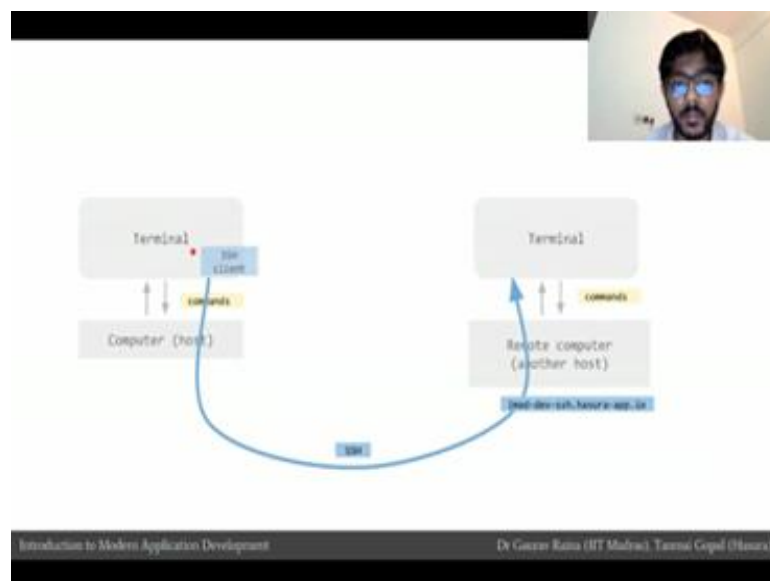 Terminal
SSH
client
commands
Computer (host)
SSH
Terminal
commands
Remote computer
(another host)
imad-dev-ssh.hasura-app.io
Introduction to Modern Application Development
Dr Gaurav Raina (IIT Madras), Tanmai Gopal (Hasura)